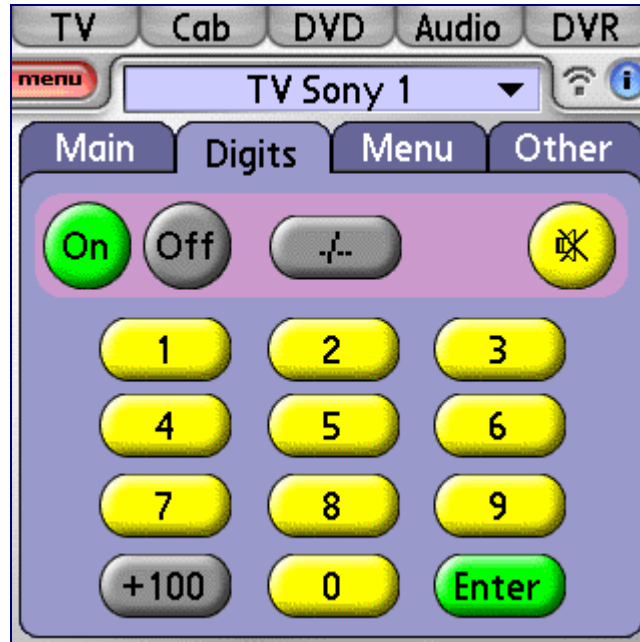 TV Cab DVD Audio DVR
menu TV Sony 1 i
Main Digits Menu Other
On Off -/--
1 2 3
4 5 6
7 8 9
+100 0 Enter